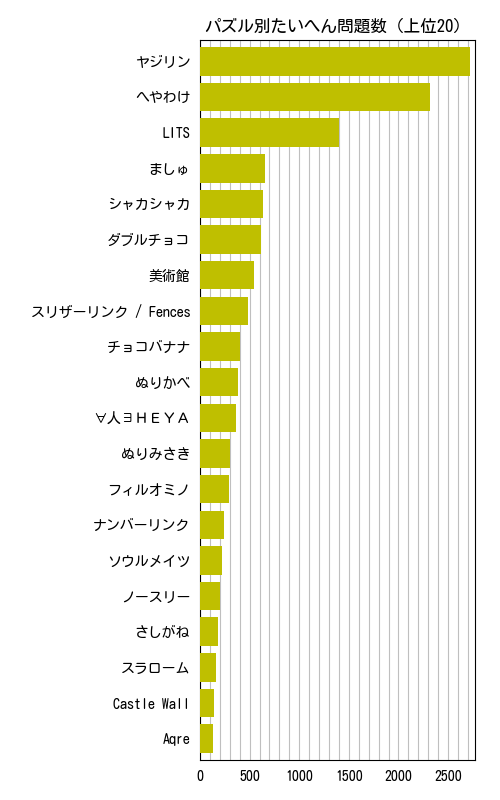 パズル別たいへん問題数 (上位20)
ヤジリン
へやわけ
LITS
ましゅ
シャカシャカ
ダブルチョコ
美術館
スリザーリンク / Fences
チョコバナナ
ぬりかべ
∀人∃ＨＥＹＡ
ぬりみさき
フィルオミノ
ナンバーリンク
ソウルメイツ
ノースリー
さしがね
スラローム
Castle Wall
Aqre
0 500 1000 1500 2000 2500